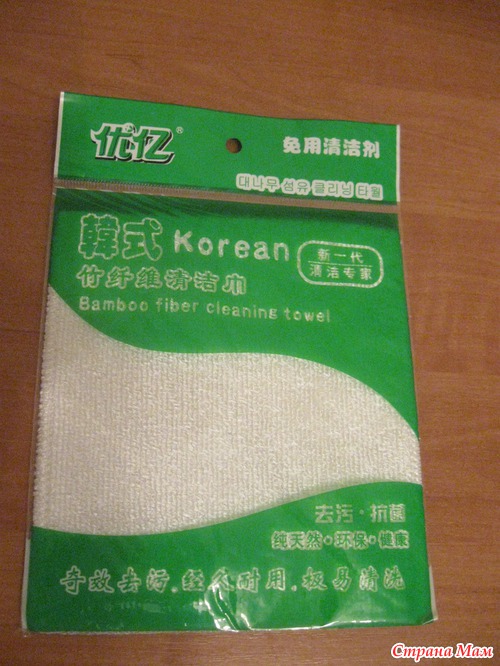 优亿®
免用清洁剂
대나무 섬유 클리닝 타월
韓式 Korean
新一代
清洁专家
竹纤维清洁巾
Bamboo fiber cleaning towel
去污·抗菌
纯天然·环保·健康
奇效去污.经久耐用.极易清洗
Страна Мам